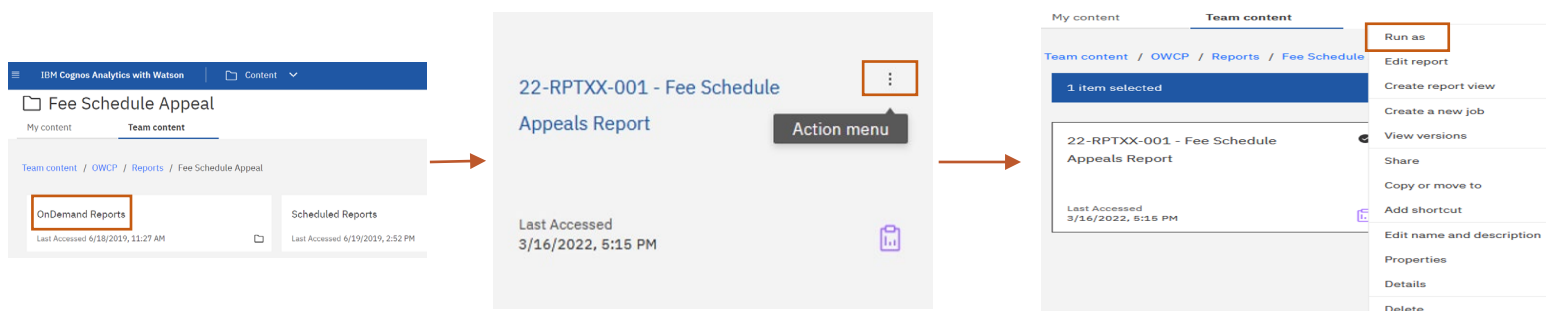 IBM Cognos Analytics with Watson Content
Fee Schedule Appeal
My content Team content
Team content / OWCP / Reports / Fee Schedule Appeal
OnDemand Reports Scheduled Reports
Last Accessed 6/18/2019, 11:27 AM Last Accessed 6/19/2019, 2:52 PM
22-RPTXX-001 - Fee Schedule
Appeals Report
Action menu
Last Accessed
3/16/2022, 5:15 PM
My content Team content
Team content / OWCP / Reports / Fee Schedule
1 item selected
22-RPTXX-001 - Fee Schedule
Appeals Report
Last Accessed
3/16/2022, 5:15 PM
Run as
Edit report
Create report view
Create a new job
View versions
Share
Copy or move to
Add shortcut
Edit name and description
Properties
Details
Delete